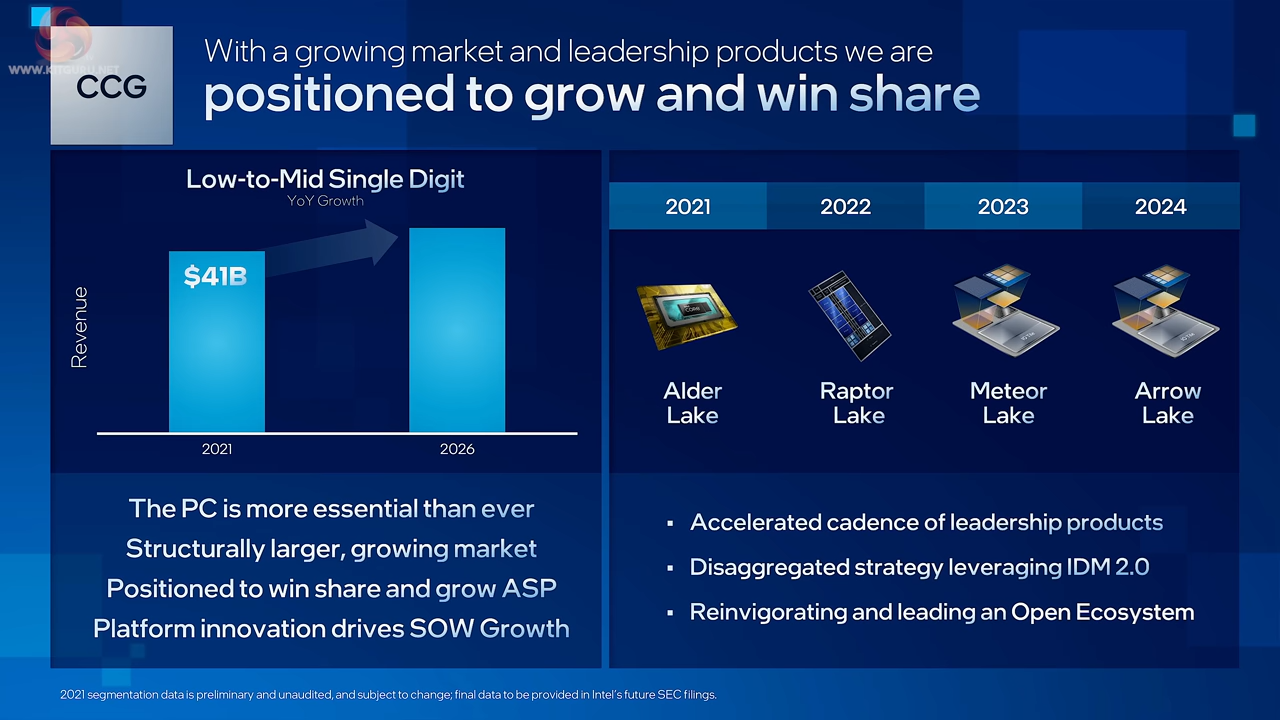 WWW.KITGURU.NET
CCG
With a growing market and leadership products we are
positioned to grow and win share
Low-to-Mid Single Digit
YoY Growth
$41B
Revenue
2021
2026
The PC is more essential than ever
Structurally larger, growing market
Positioned to win share and grow ASP
Platform innovation drives SOW Growth
2021 2022 2023 2024
Alder Raptor Meteor Arrow
Lake Lake Lake Lake
▪ Accelerated cadence of leadership products
▪ Disaggregated strategy leveraging IDM 2.0
▪ Reinvigorating and leading an Open Ecosystem
2021 segmentation data is preliminary and unaudited, and subject to change; final data to be provided in Intel's future SEC filings.